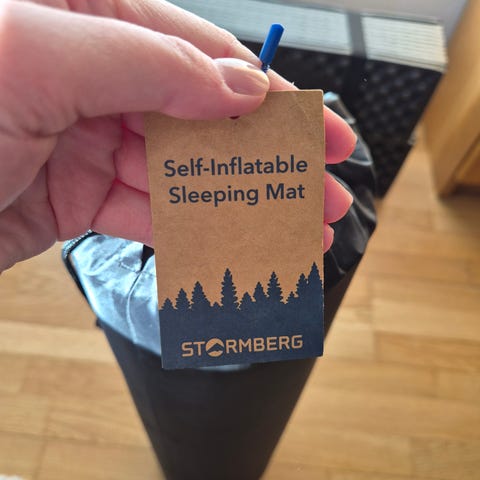 Self-Inflatable
Sleeping Mat
STORMBERG